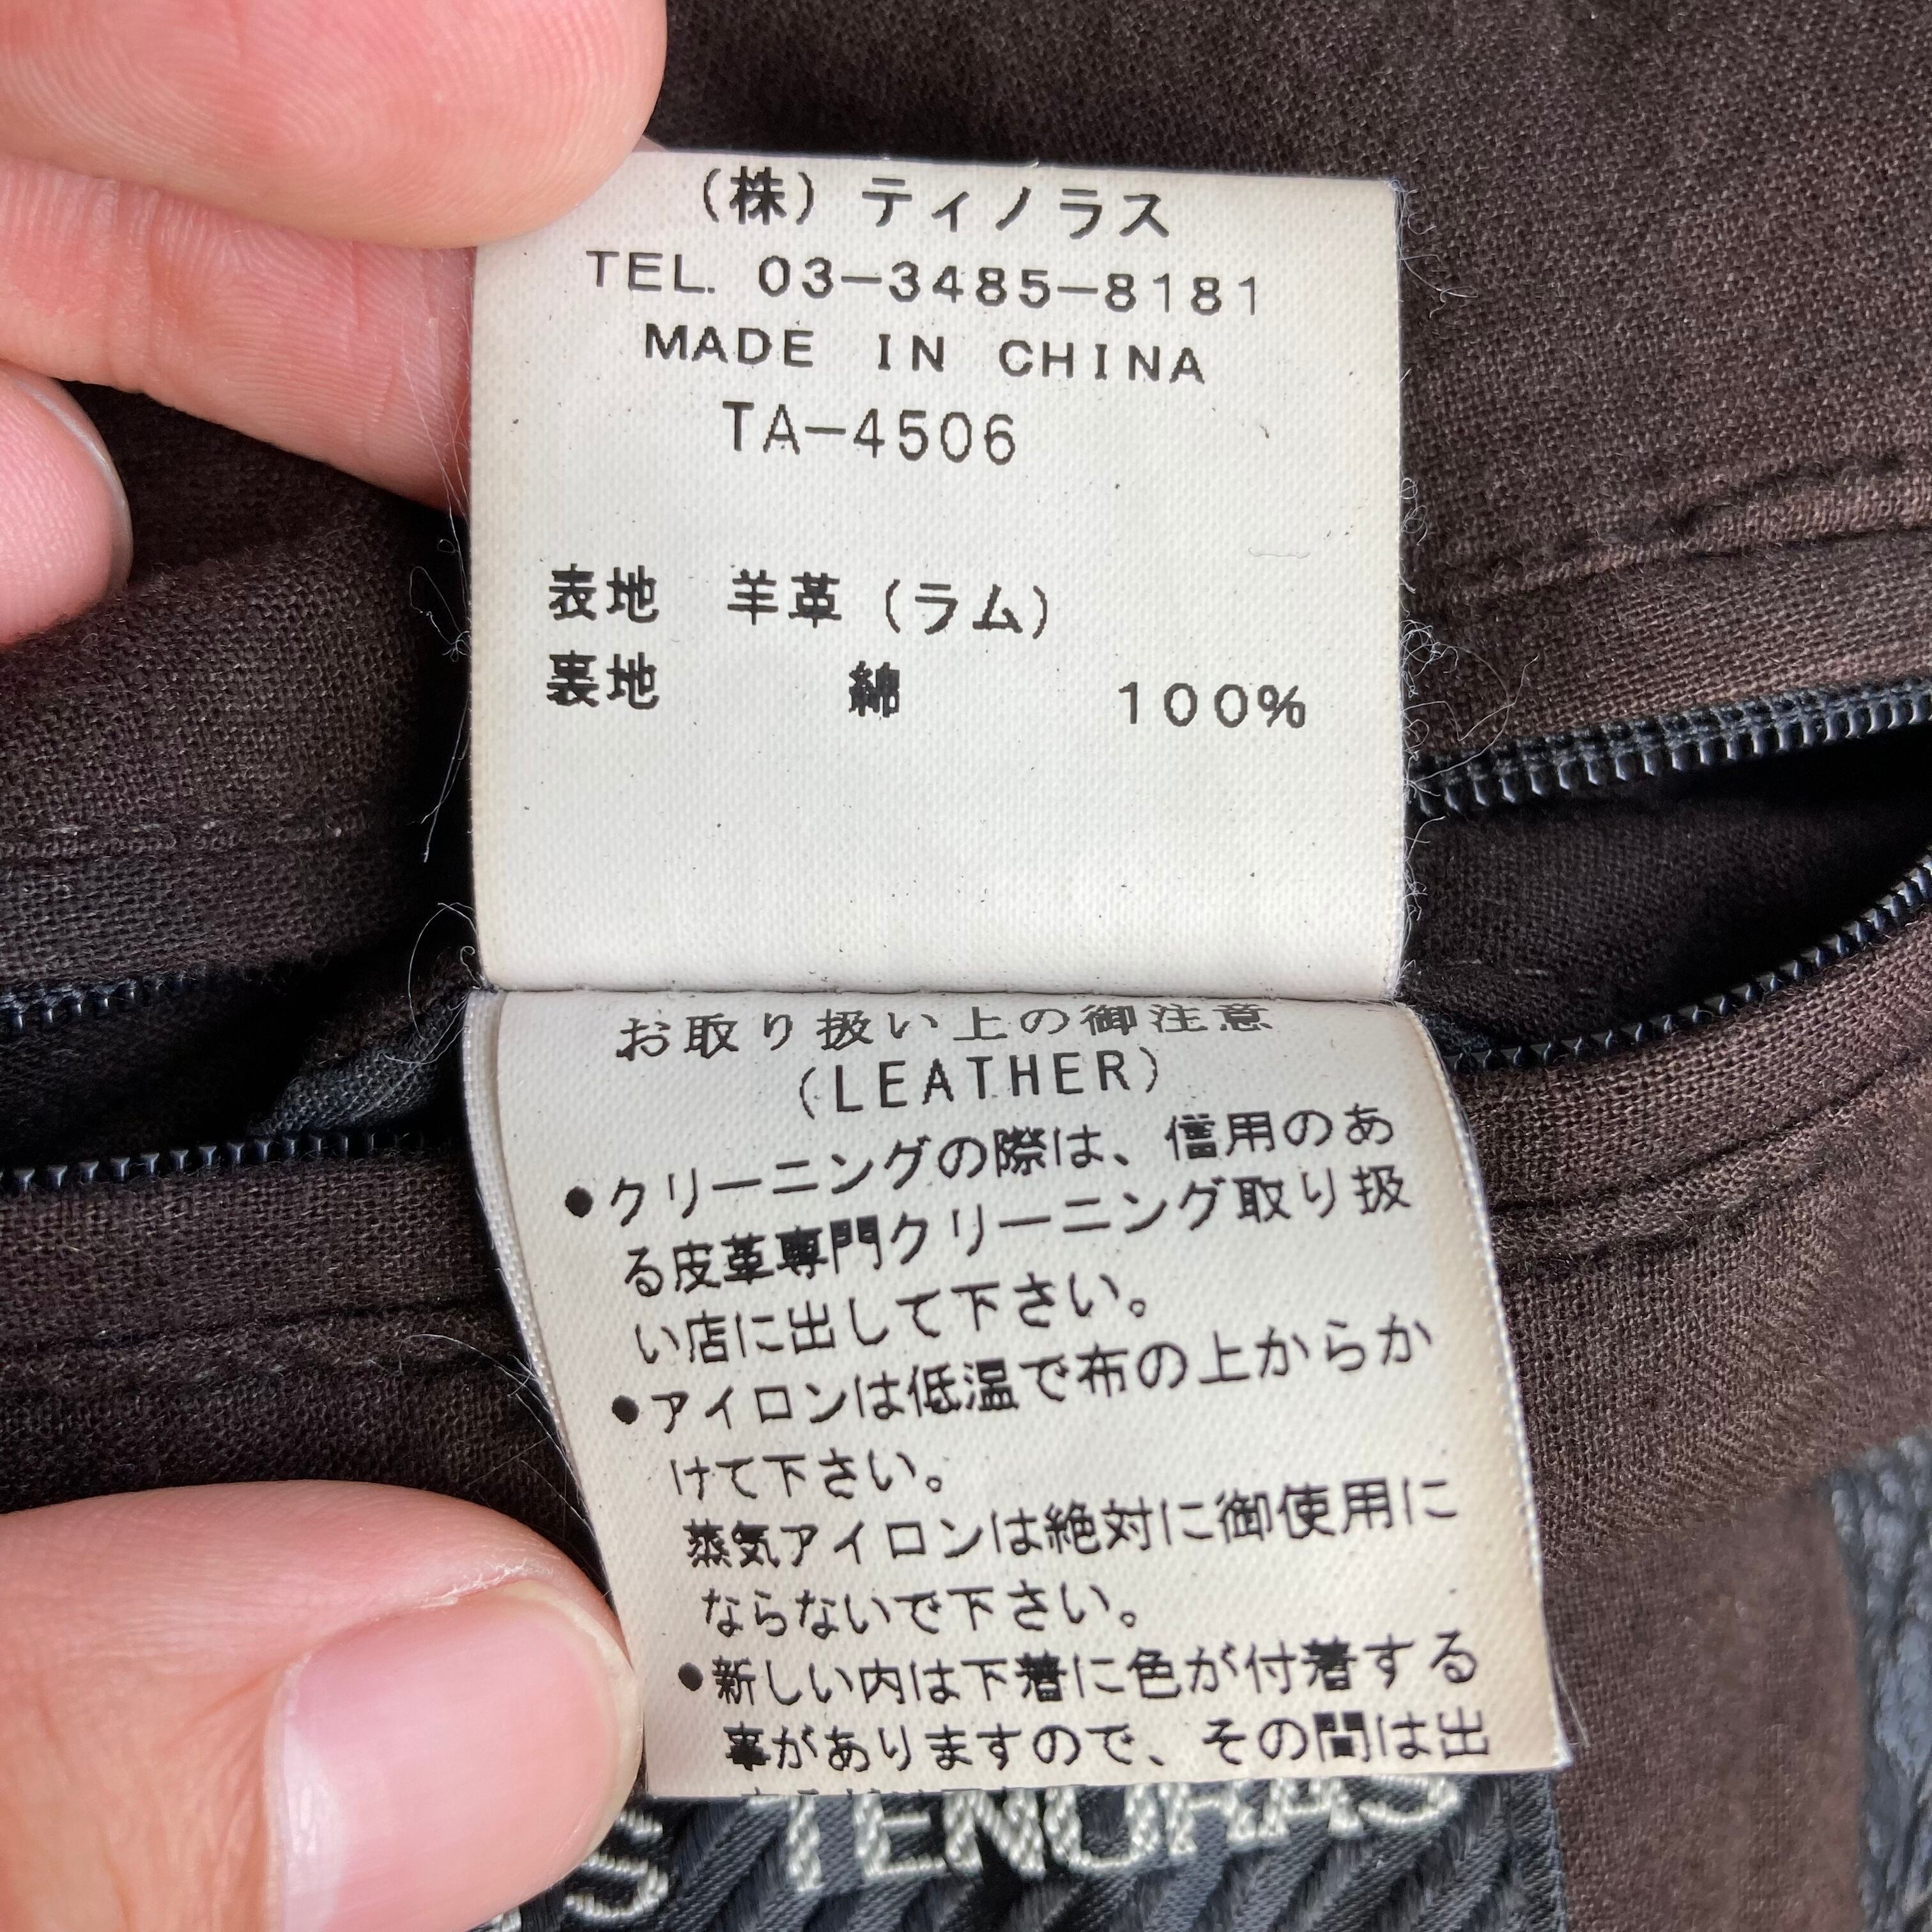 (株)ティノラス
TEL. 03-3485-8181
MADE IN CHINA
TA-4506
表地 羊革(ラム)
裏地 綿 100%
お取り扱い上の御注意
(LEATHER)
●クリーニングの際は、信用のあ
る皮革専門クリーニング取り扱
い店に出して下さい。
●アイロンは低温で布の上からか
けて下さい。
蒸気アイロンは絶対に御使用に
ならないで下さい。
●新しい内は下着に色が付着する
事がありますので、その間は出
TENORAS